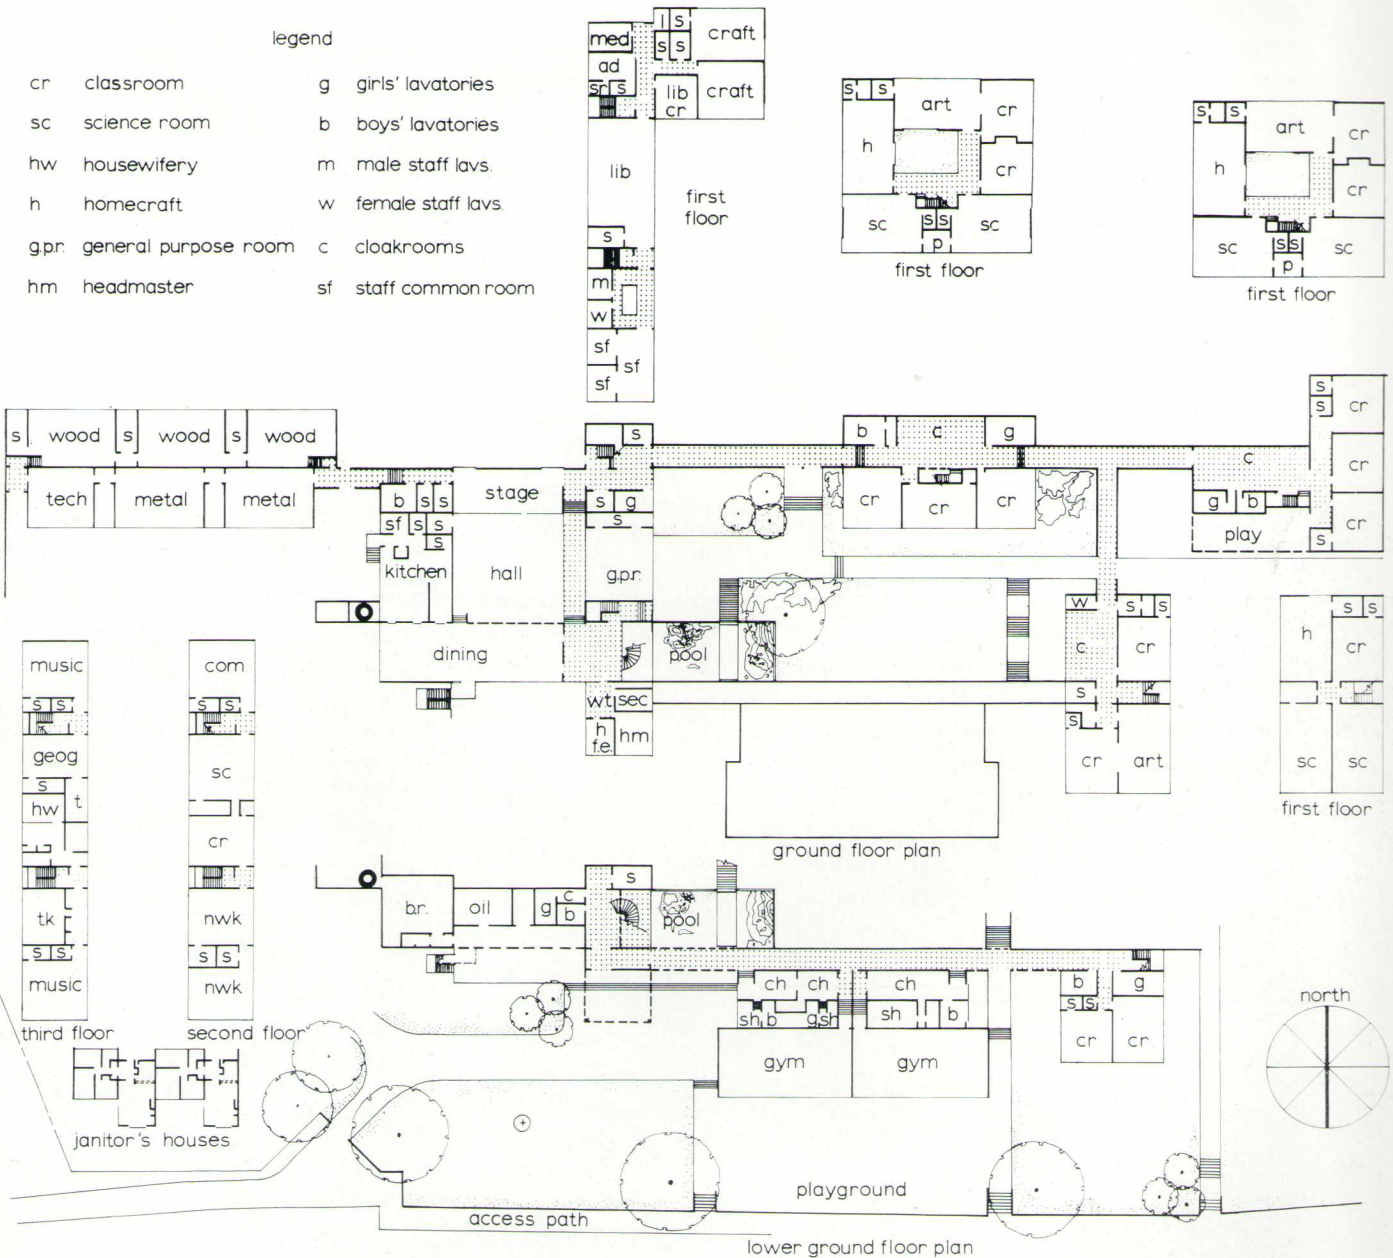 legend
cr classroom g girls' lavatories
sc science room b boys' lavatories
hw housewifery m male staff lavs.
h homecraft w female staff lavs.
g.p.r. general purpose room c cloakrooms
hm headmaster sf staff common room
l s
med s s craft
ad
sr s lib cr craft
lib
s
m
w
sf
sf sf
first floor
s s
art cr
h cr
sc s s sc
p
first floor
s s
art cr
h cr
sc s s sc
p
first floor
s wood s wood s wood
tech metal metal
s
b s s stage s g
sf s s s
s
kitchen hall g.p.r.
dining pool
wt sec
h f.e. hm
b c g
cr cr cr
s
s cr
c cr
g b
play s cr
w s s
c cr
s
s
cr art
ground floor plan
s s
h cr
sc sc
first floor
music
s s
geog
s
hw t
tk
s s
music
third floor
com
s s
sc
cr
nwk
s s
nwk
second floor
janitor's houses
s
b.r. oil g c b pool
ch ch ch
sh b g sh sh b
gym gym
b g
s s
cr cr
north
playground
access path
lower ground floor plan